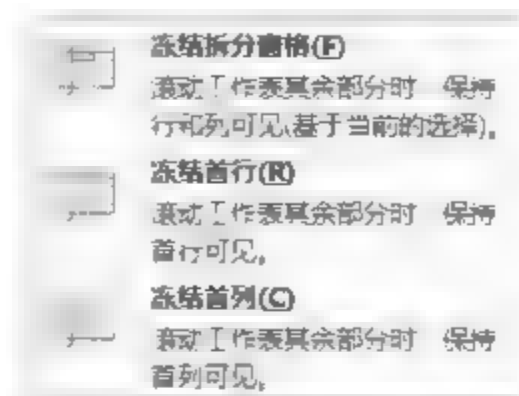 冻结拆分窗格(F)
滚动工作表其余部分时，保持
行和列可见(基于当前的选择)。
冻结首行(R)
滚动工作表其余部分时，保持
首行可见。
冻结首列(C)
滚动工作表其余部分时，保持
首列可见。